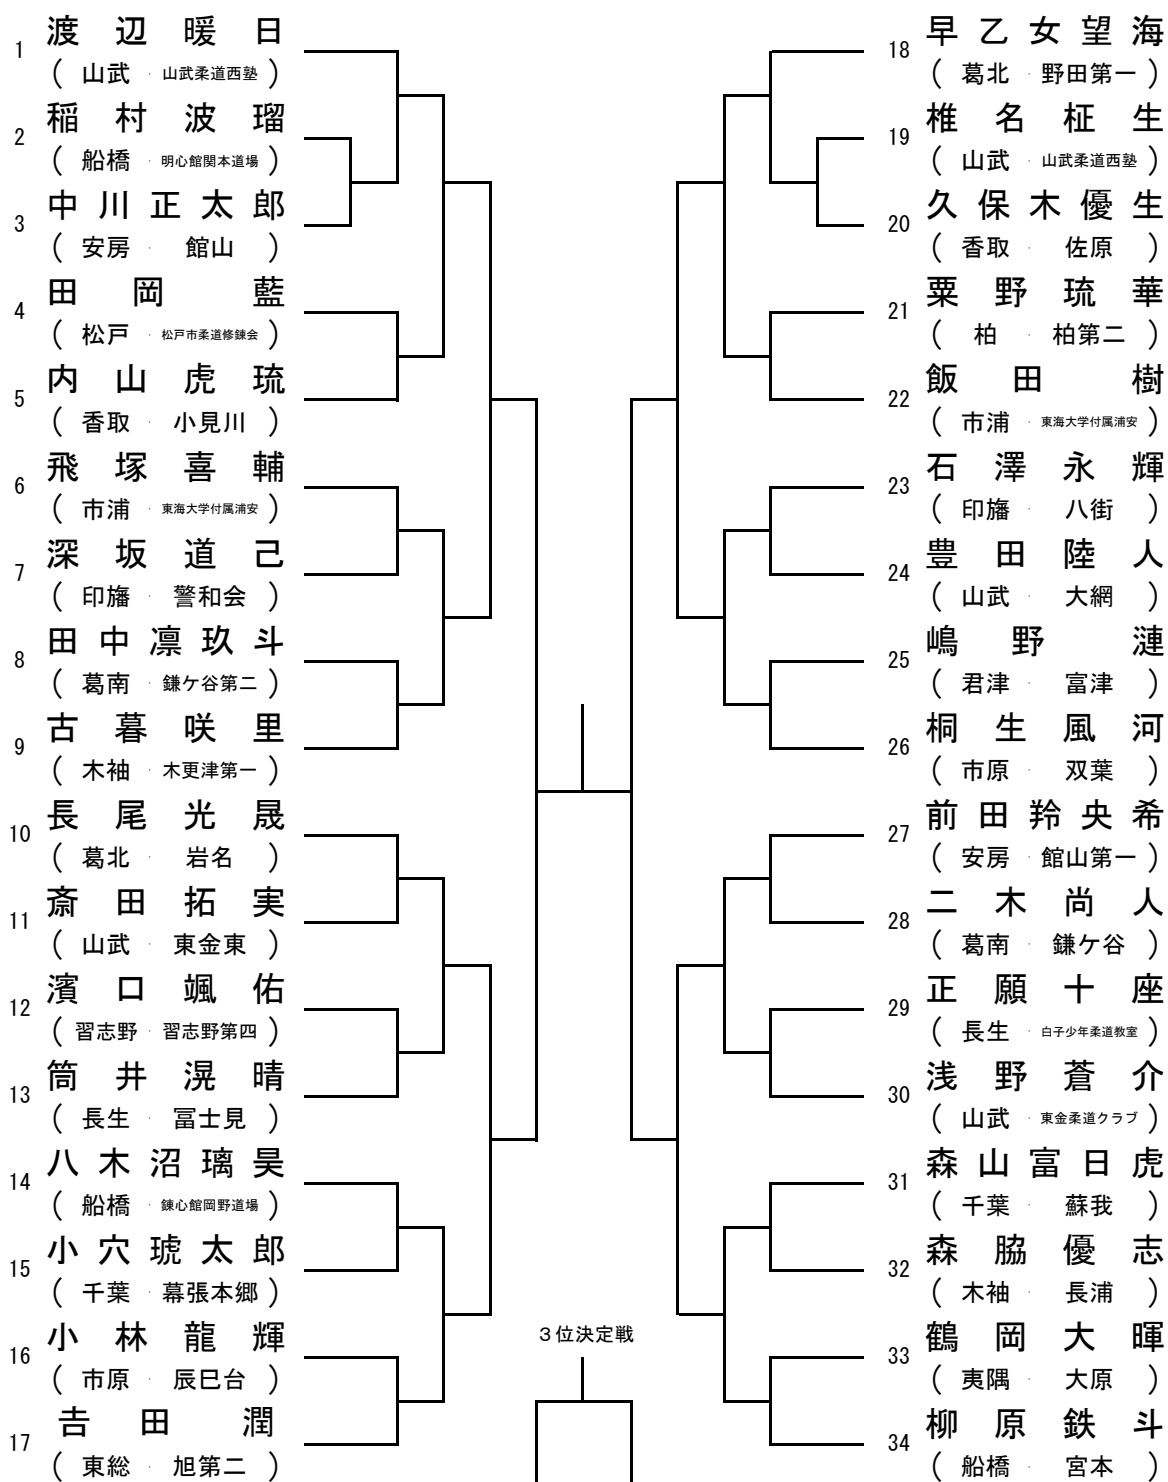 1 渡辺暖日
( 山武 · 山武柔道西塾 )
2 稲村波瑠
( 船橋 · 明心館関本道場 )
3 中川正太郎
( 安房 · 館山 )
4 田岡藍
( 松戸 · 松戸市柔道修錬会 )
5 内山虎琉
( 香取 · 小見川 )
6 飛塚喜輔
( 市浦 · 東海大学付属浦安 )
7 深坂道己
( 印旛 · 警和会 )
8 田中凛玖斗
( 葛南 · 鎌ケ谷第二 )
9 古暮咲里
( 木袖 · 木更津第一 )
10 長尾光晟
( 葛北 · 岩名 )
11 斎田拓実
( 山武 · 東金東 )
12 濱口颯佑
( 習志野 · 習志野第四 )
13 筒井滉晴
( 長生 · 冨士見 )
14 八木沼璃昊
( 船橋 · 錬心館岡野道場 )
15 小穴琥太郎
( 千葉 · 幕張本郷 )
16 小林龍輝
( 市原 · 辰巳台 )
17 𠮷田潤
( 東総 · 旭第二 )
3位決定戦
18 早乙女望海
( 葛北 · 野田第一 )
19 椎名柾生
( 山武 · 山武柔道西塾 )
20 久保木優生
( 香取 · 佐原 )
21 粟野琉華
( 柏 · 柏第二 )
22 飯田樹
( 市浦 · 東海大学付属浦安 )
23 石澤永輝
( 印旛 · 八街 )
24 豊田陸人
( 山武 · 大網 )
25 嶋野漣
( 君津 · 富津 )
26 桐生風河
( 市原 · 双葉 )
27 前田羚央希
( 安房 · 館山第一 )
28 二木尚人
( 葛南 · 鎌ケ谷 )
29 正願十座
( 長生 · 白子少年柔道教室 )
30 浅野蒼介
( 山武 · 東金柔道クラブ )
31 森山富日虎
( 千葉 · 蘇我 )
32 森脇優志
( 木袖 · 長浦 )
33 鶴岡大暉
( 夷隅 · 大原 )
34 柳原鉄斗
( 船橋 · 宮本 )